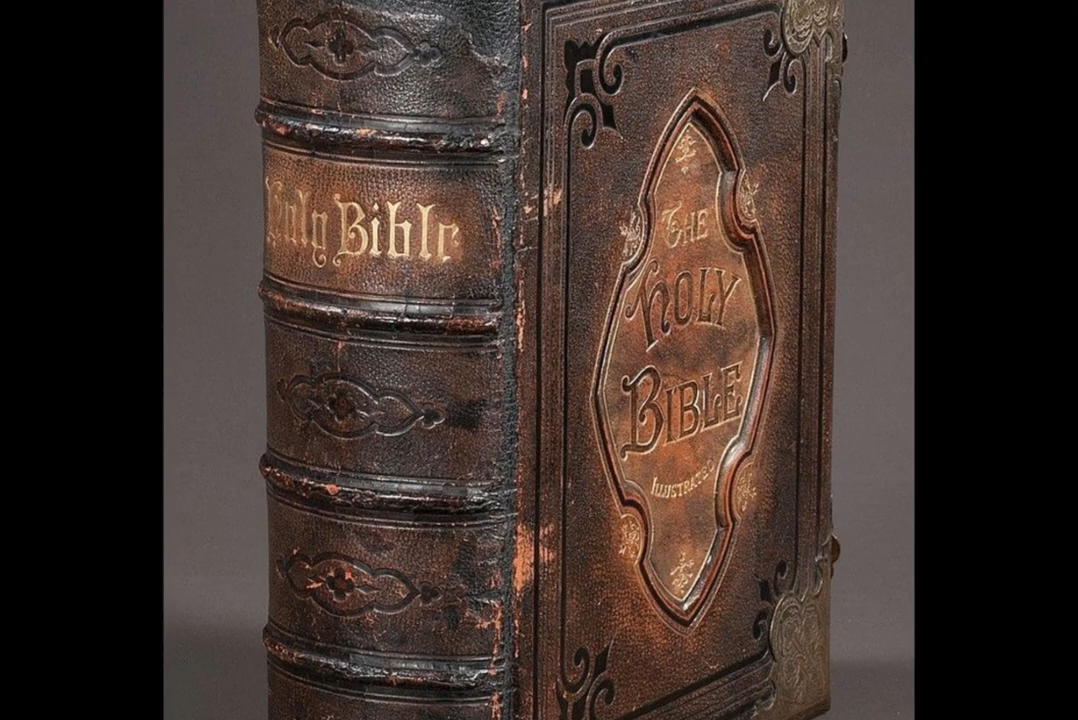 Holy Bible
THE
HOLY
BIBLE
ILLUSTRATED